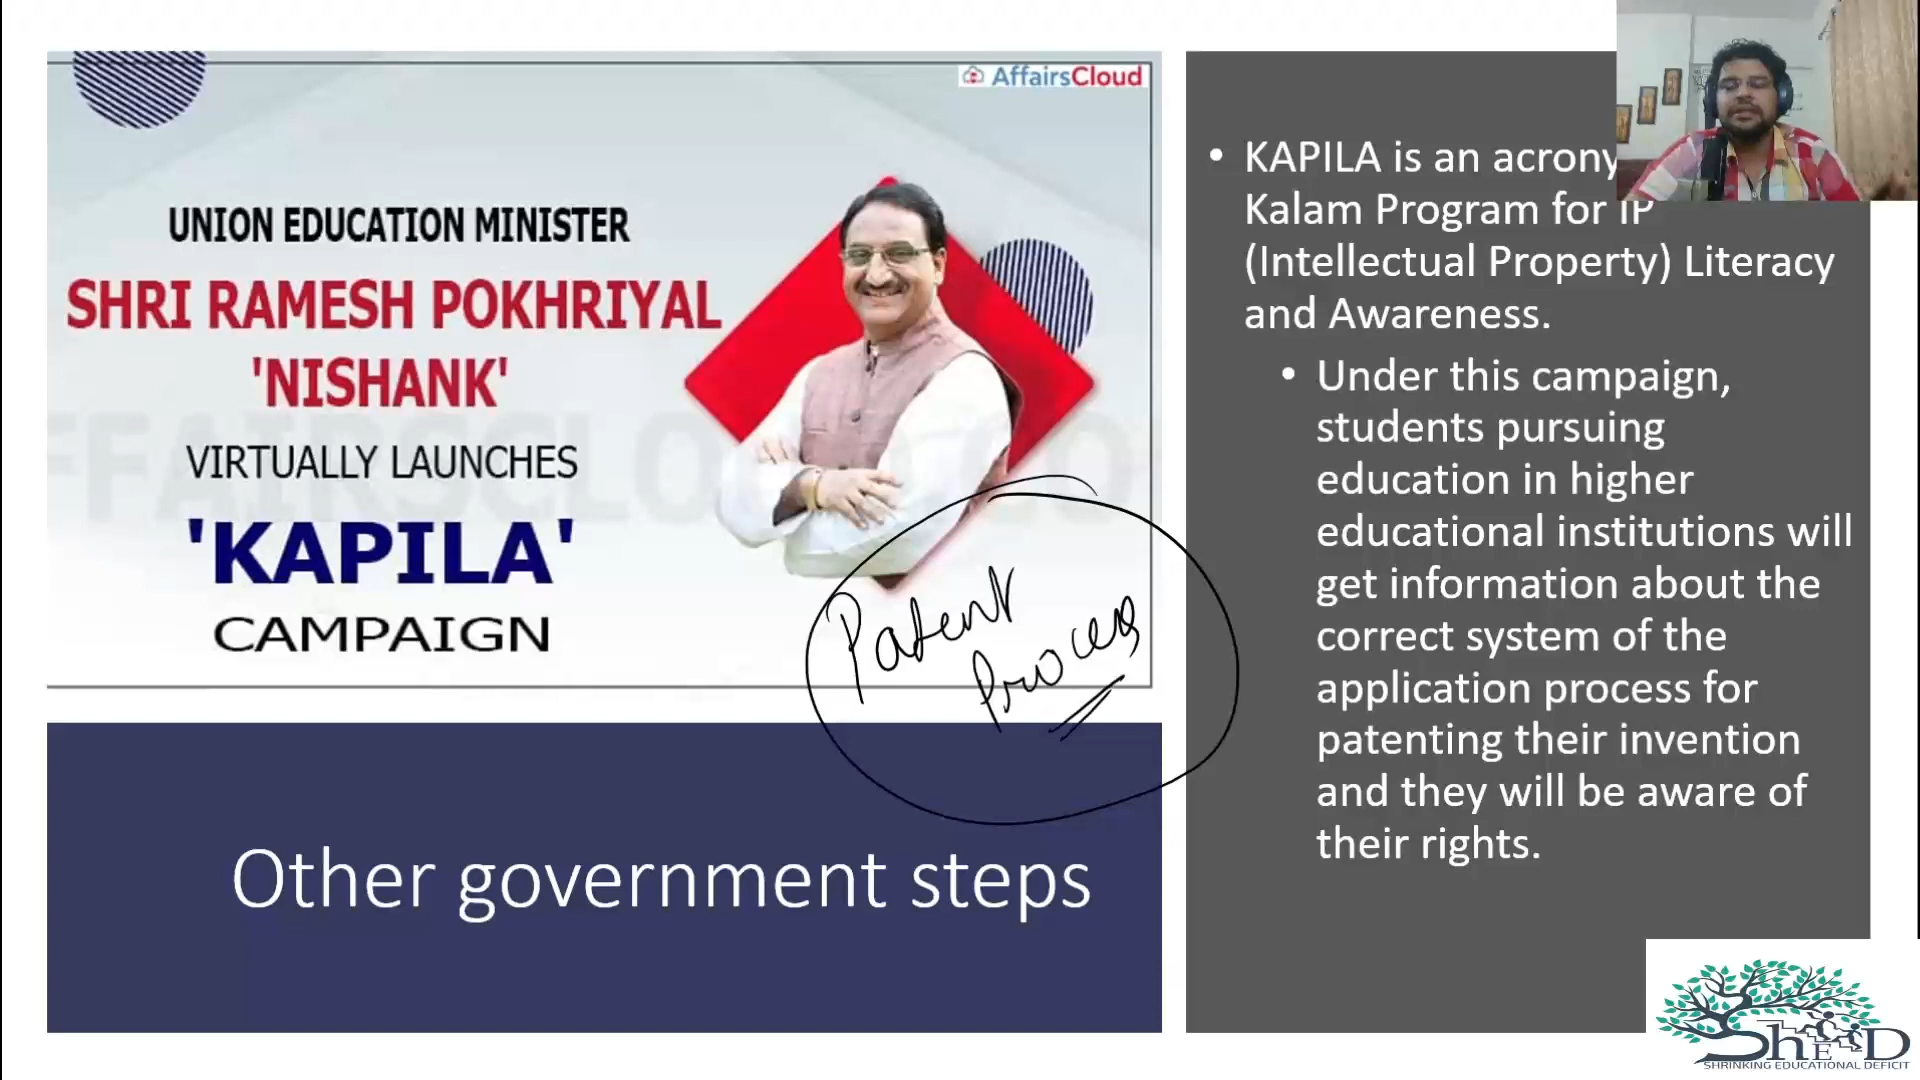 AffairsCloud
UNION EDUCATION MINISTER
SHRI RAMESH POKHRIYAL
'NISHANK'
VIRTUALLY LAUNCHES
'KAPILA'
CAMPAIGN
Patent
Process
Other government steps
• KAPILA is an acrony
Kalam Program for IP
(Intellectual Property) Literacy
and Awareness.
• Under this campaign,
students pursuing
education in higher
educational institutions will
get information about the
correct system of the
application process for
patenting their invention
and they will be aware of
their rights.
ShED
SHRINKING EDUCATIONAL DEFICIT